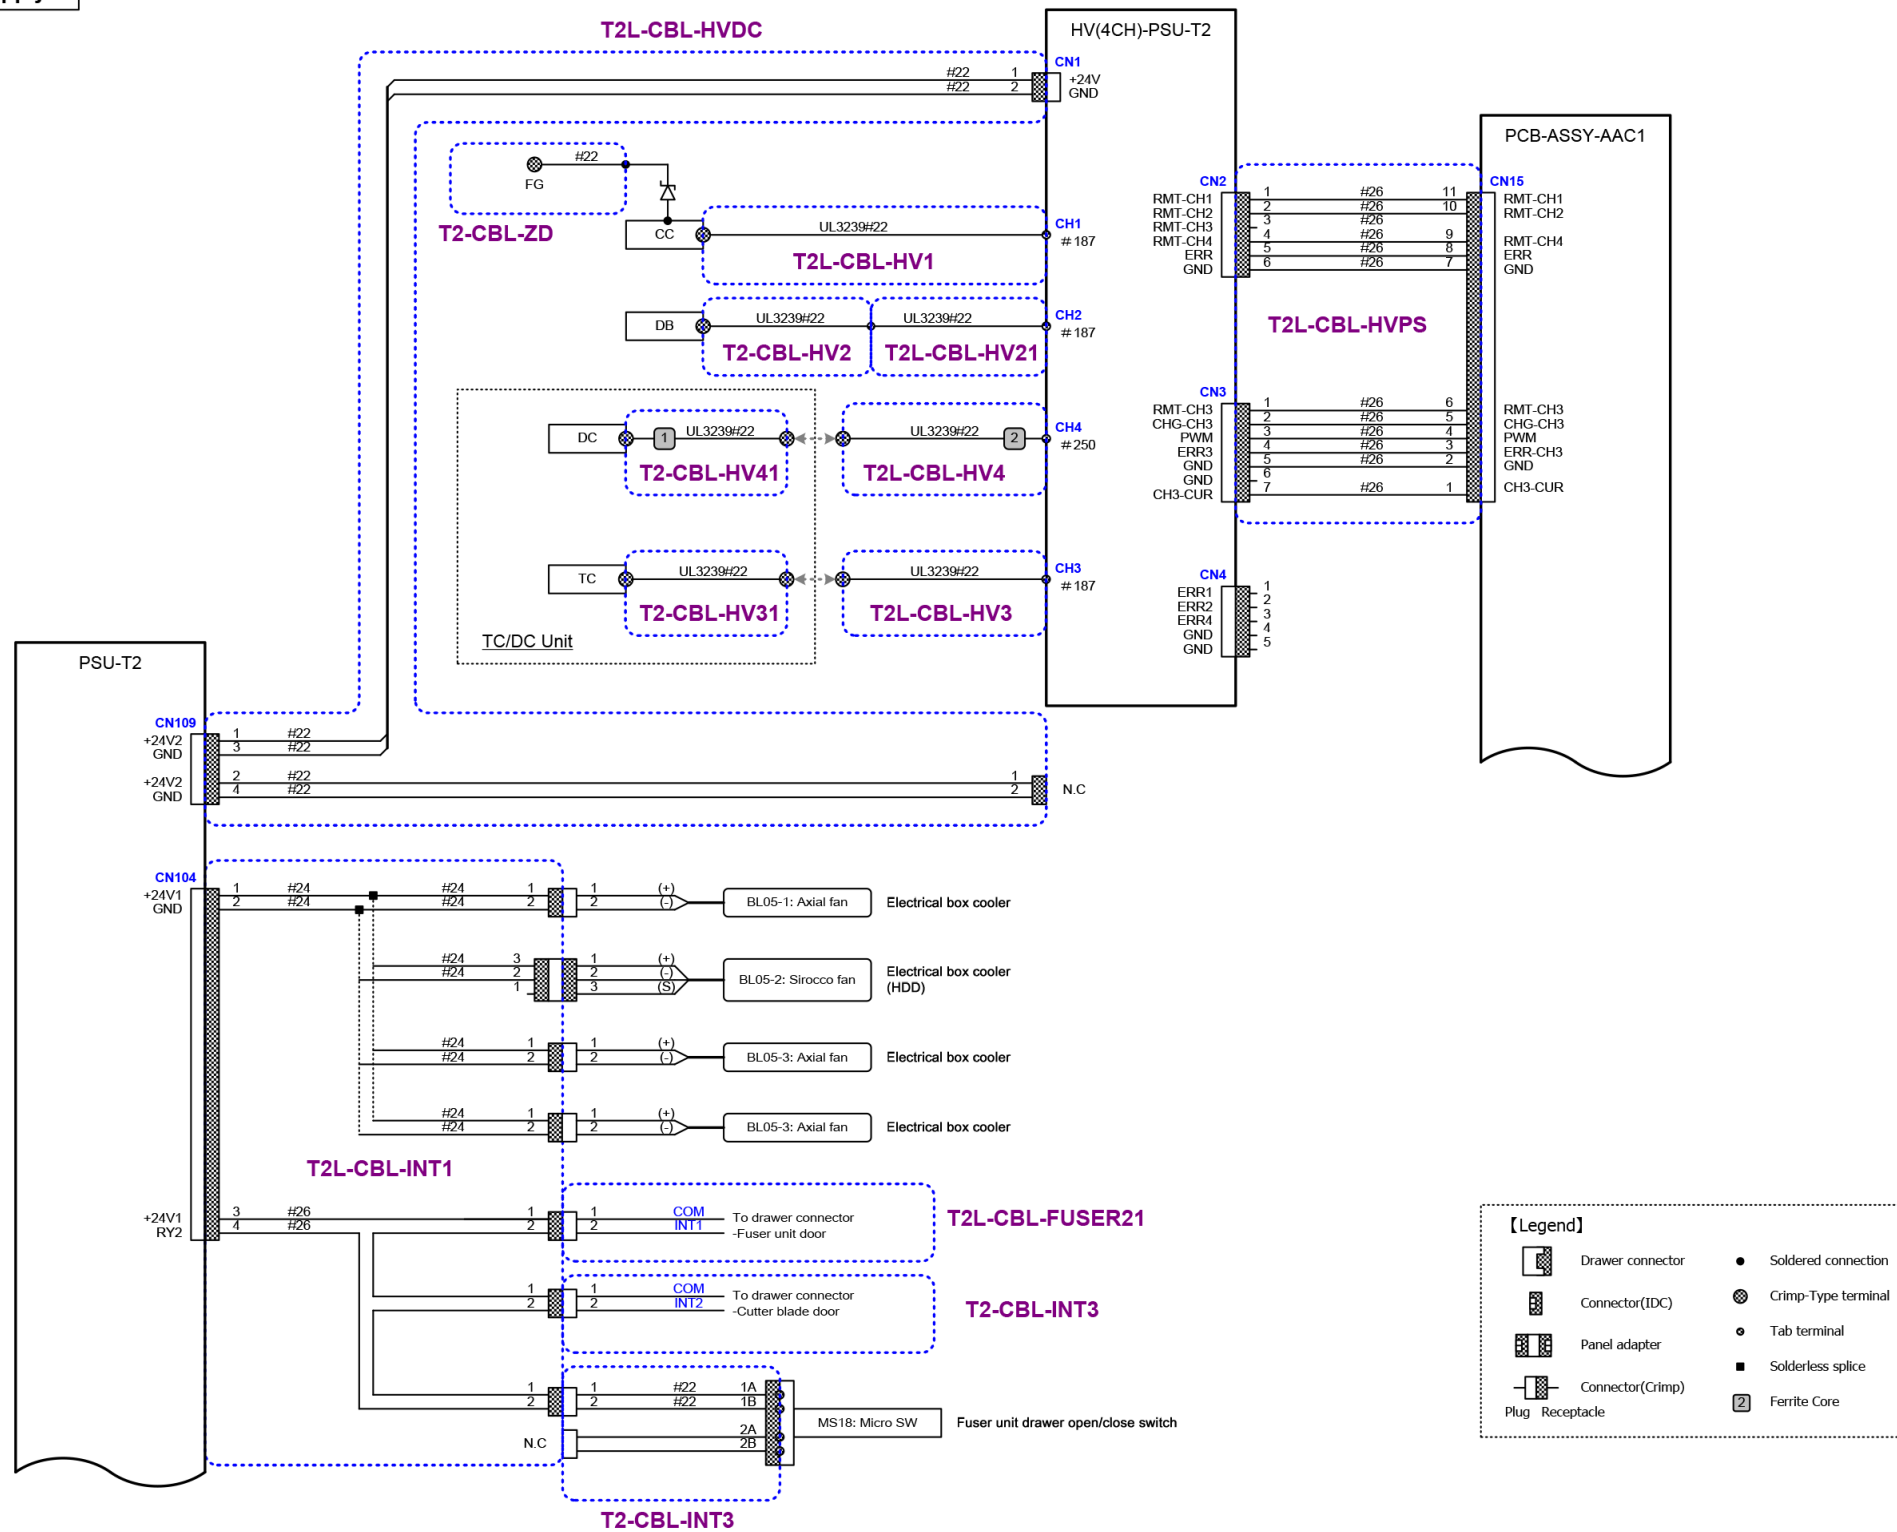 T2L-CBL-HVDC
HV(4CH)-PSU-T2
CN1
#22 1 +24V
#22 2 GND
PCB-ASSY-AAC1
#22
FG
T2-CBL-ZD
CC
UL3239#22
CH1
#187
T2L-CBL-HV1
CN2
CN15
RMT-CH1 1 #26 11 RMT-CH1
RMT-CH2 2 #26 10 RMT-CH2
RMT-CH3 3 #26
RMT-CH4 4 #26 9 RMT-CH4
ERR 5 #26 8 ERR
GND 6 #26 7 GND
T2L-CBL-HVPS
DB
UL3239#22
UL3239#22
CH2
#187
T2-CBL-HV2
T2L-CBL-HV21
CN3
RMT-CH3 1 #26 6 RMT-CH3
CHG-CH3 2 #26 5 CHG-CH3
PWM 3 #26 4 PWM
ERR3 4 #26 3 ERR-CH3
GND 5 #26 2 GND
GND 6
CH3-CUR 7 #26 1 CH3-CUR
DC
1
UL3239#22
UL3239#22
2
CH4
#250
T2-CBL-HV41
T2L-CBL-HV4
TC
UL3239#22
UL3239#22
CH3
#187
T2-CBL-HV31
T2L-CBL-HV3
TC/DC Unit
CN4
ERR1 1
ERR2 2
ERR4 3
GND 4
GND 5
PSU-T2
CN109
+24V2 1 #22
GND 3 #22
+24V2 2 #22 1
GND 4 #22 2
N.C
CN104
+24V1 1 #24 #24 1 1 (+)
GND 2 #24 #24 2 2 (-)
BL05-1: Axial fan
Electrical box cooler
#24 3 1 (+)
#24 2 2 (-)
1 3 (S)
BL05-2: Sirocco fan
Electrical box cooler
(HDD)
#24 1 1 (+)
#24 2 2 (-)
BL05-3: Axial fan
Electrical box cooler
#24 1 1 (+)
#24 2 2 (-)
BL05-3: Axial fan
Electrical box cooler
T2L-CBL-INT1
+24V1 3 #26 1 1 COM
RY2 4 #26 2 2 INT1
To drawer connector
-Fuser unit door
T2L-CBL-FUSER21
1 1 COM
2 2 INT2
To drawer connector
-Cutter blade door
T2-CBL-INT3
1 1 #22 1A
2 2 #22 1B
2A
2B
N.C
MS18: Micro SW
Fuser unit drawer open/close switch
T2-CBL-INT3
【Legend】
Drawer connector
Soldered connection
Connector(IDC)
Crimp-Type terminal
Panel adapter
Tab terminal
Connector(Crimp)
Solderless splice
Plug Receptacle
2
Ferrite Core